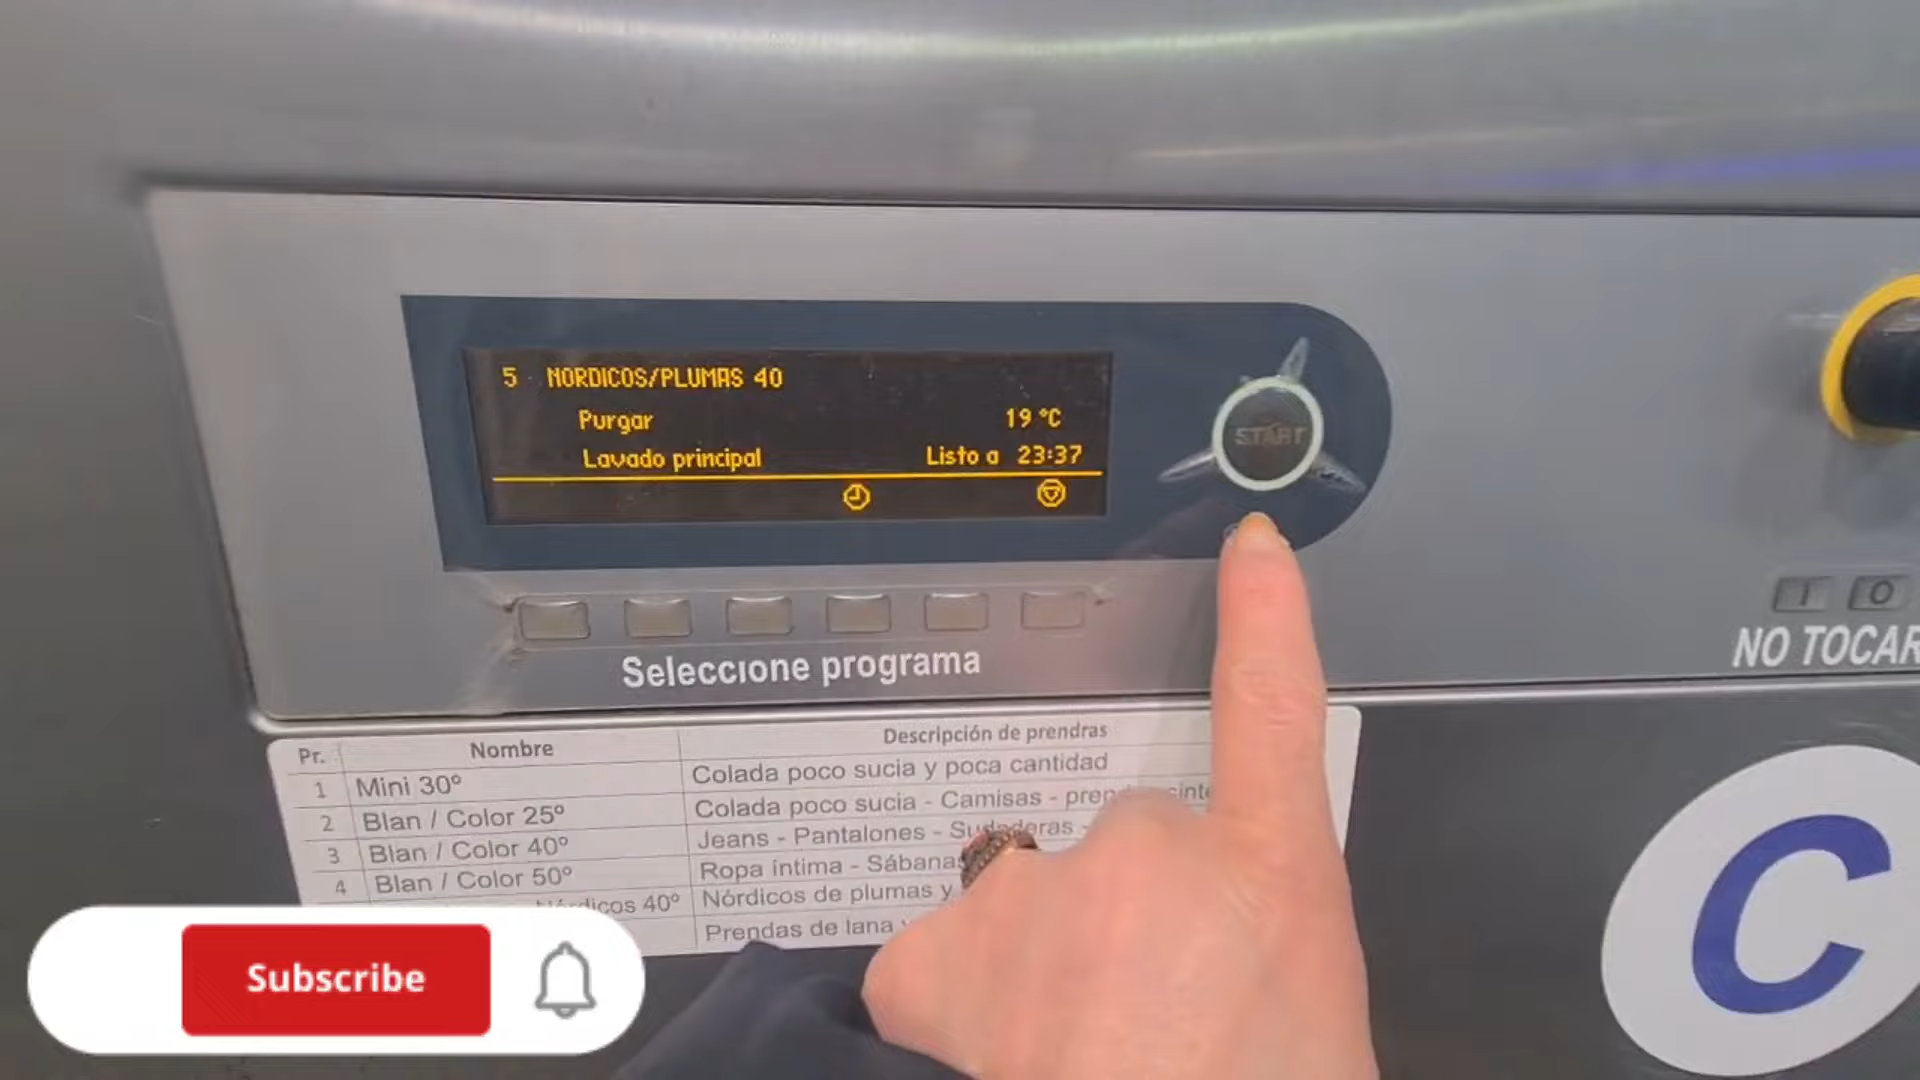 5 NORDICOS/PLUMAS 40
Purgar 19 °C
Lavado principal Listo a 23:37
START
I O
NO TOCAR
Seleccione programa
Pr. Nombre Descripción de prendras
1 Mini 30º Colada poco sucia y poca cantidad
2 Blan / Color 25º Colada poco sucia - Camisas -
3 Blan / Color 40º Jeans - Pantalones - Sudaderas -
4 Blan / Color 50º Ropa íntima - Sábanas
Nórdicos 40º Nórdicos de plumas y
Prendas de lana y
C
Subscribe